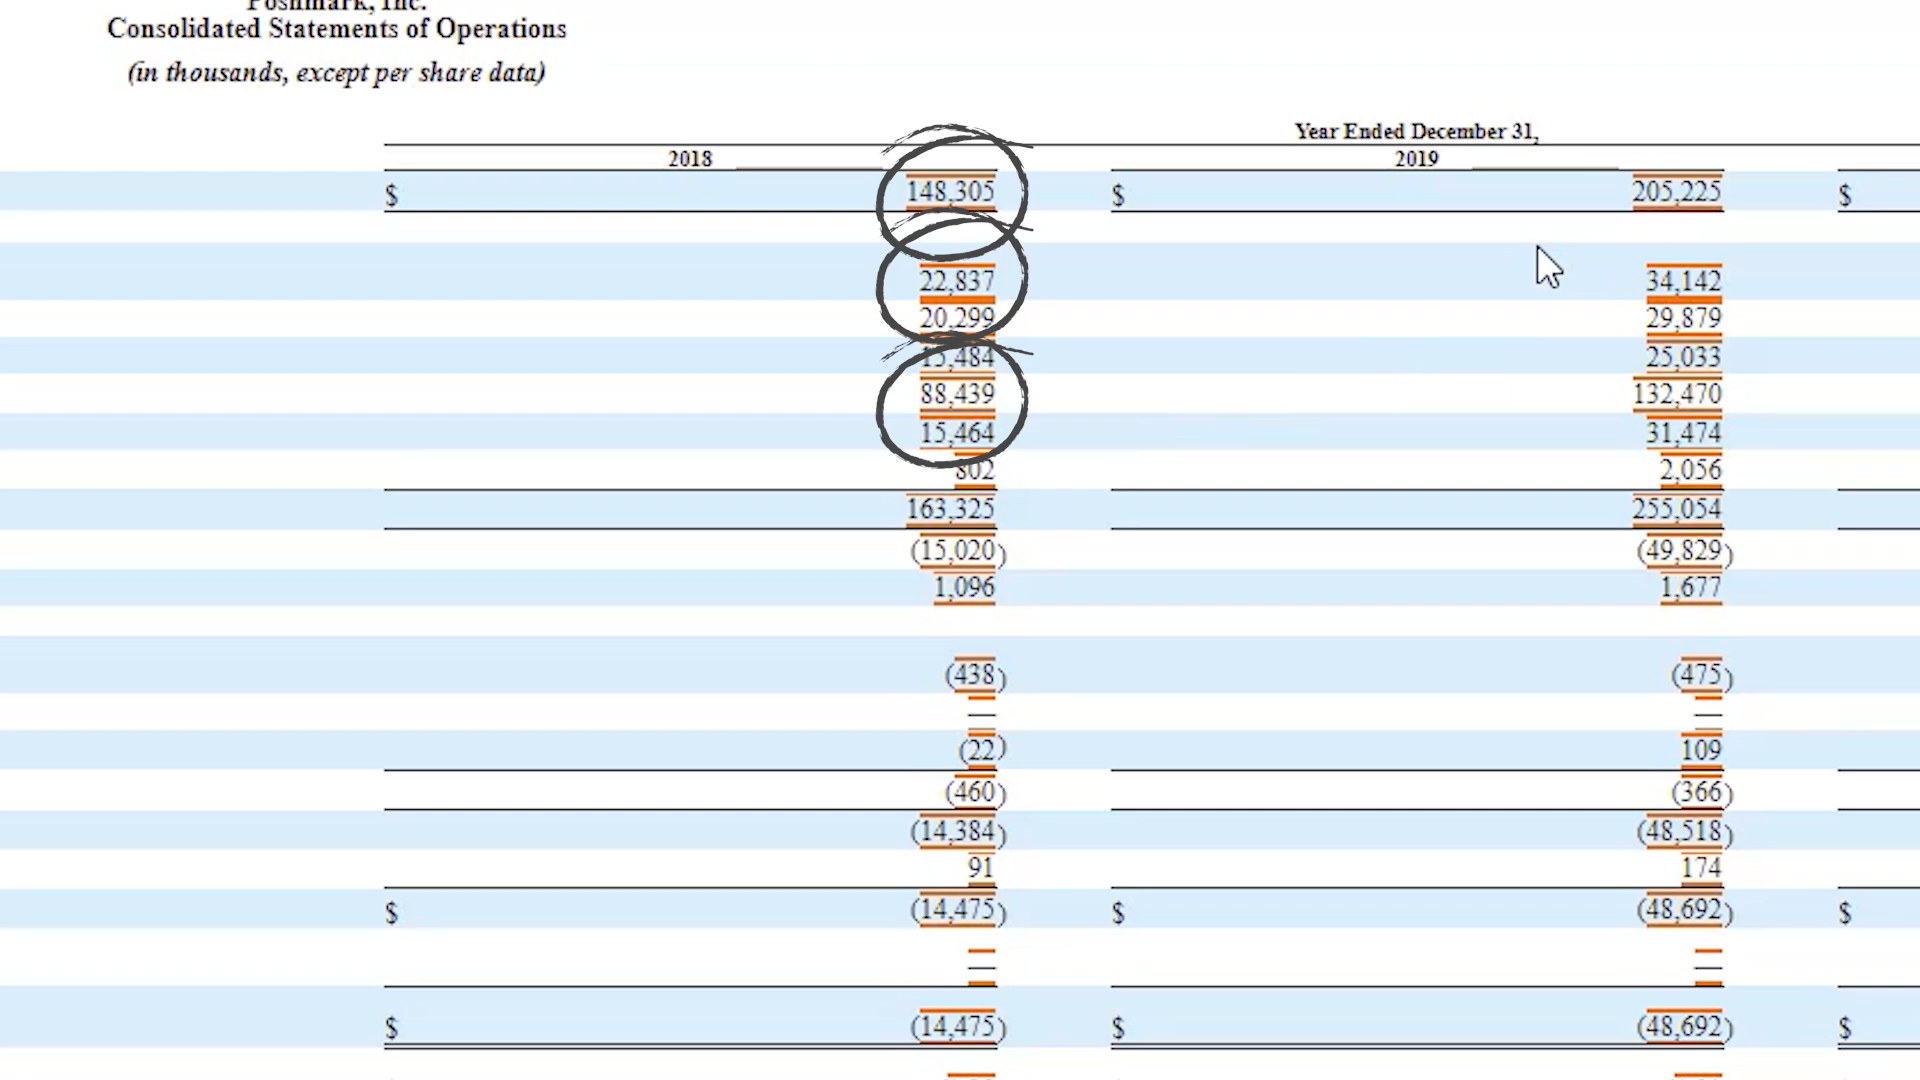 Poshmark, Inc.
Consolidated Statements of Operations
(in thousands, except per share data)
Year Ended December 31,
2018 2019
$ 148,305 $ 205,225 $
22,837 34,142
20,299 29,879
15,484 25,033
88,439 132,470
15,464 31,474
802 2,056
163,325 255,054
(15,020) (49,829)
1,096 1,677
(438) (475)
— —
(22) 109
(460) (366)
(14,384) (48,518)
91 174
$ (14,475) $ (48,692) $
— —
$ (14,475) $ (48,692) $